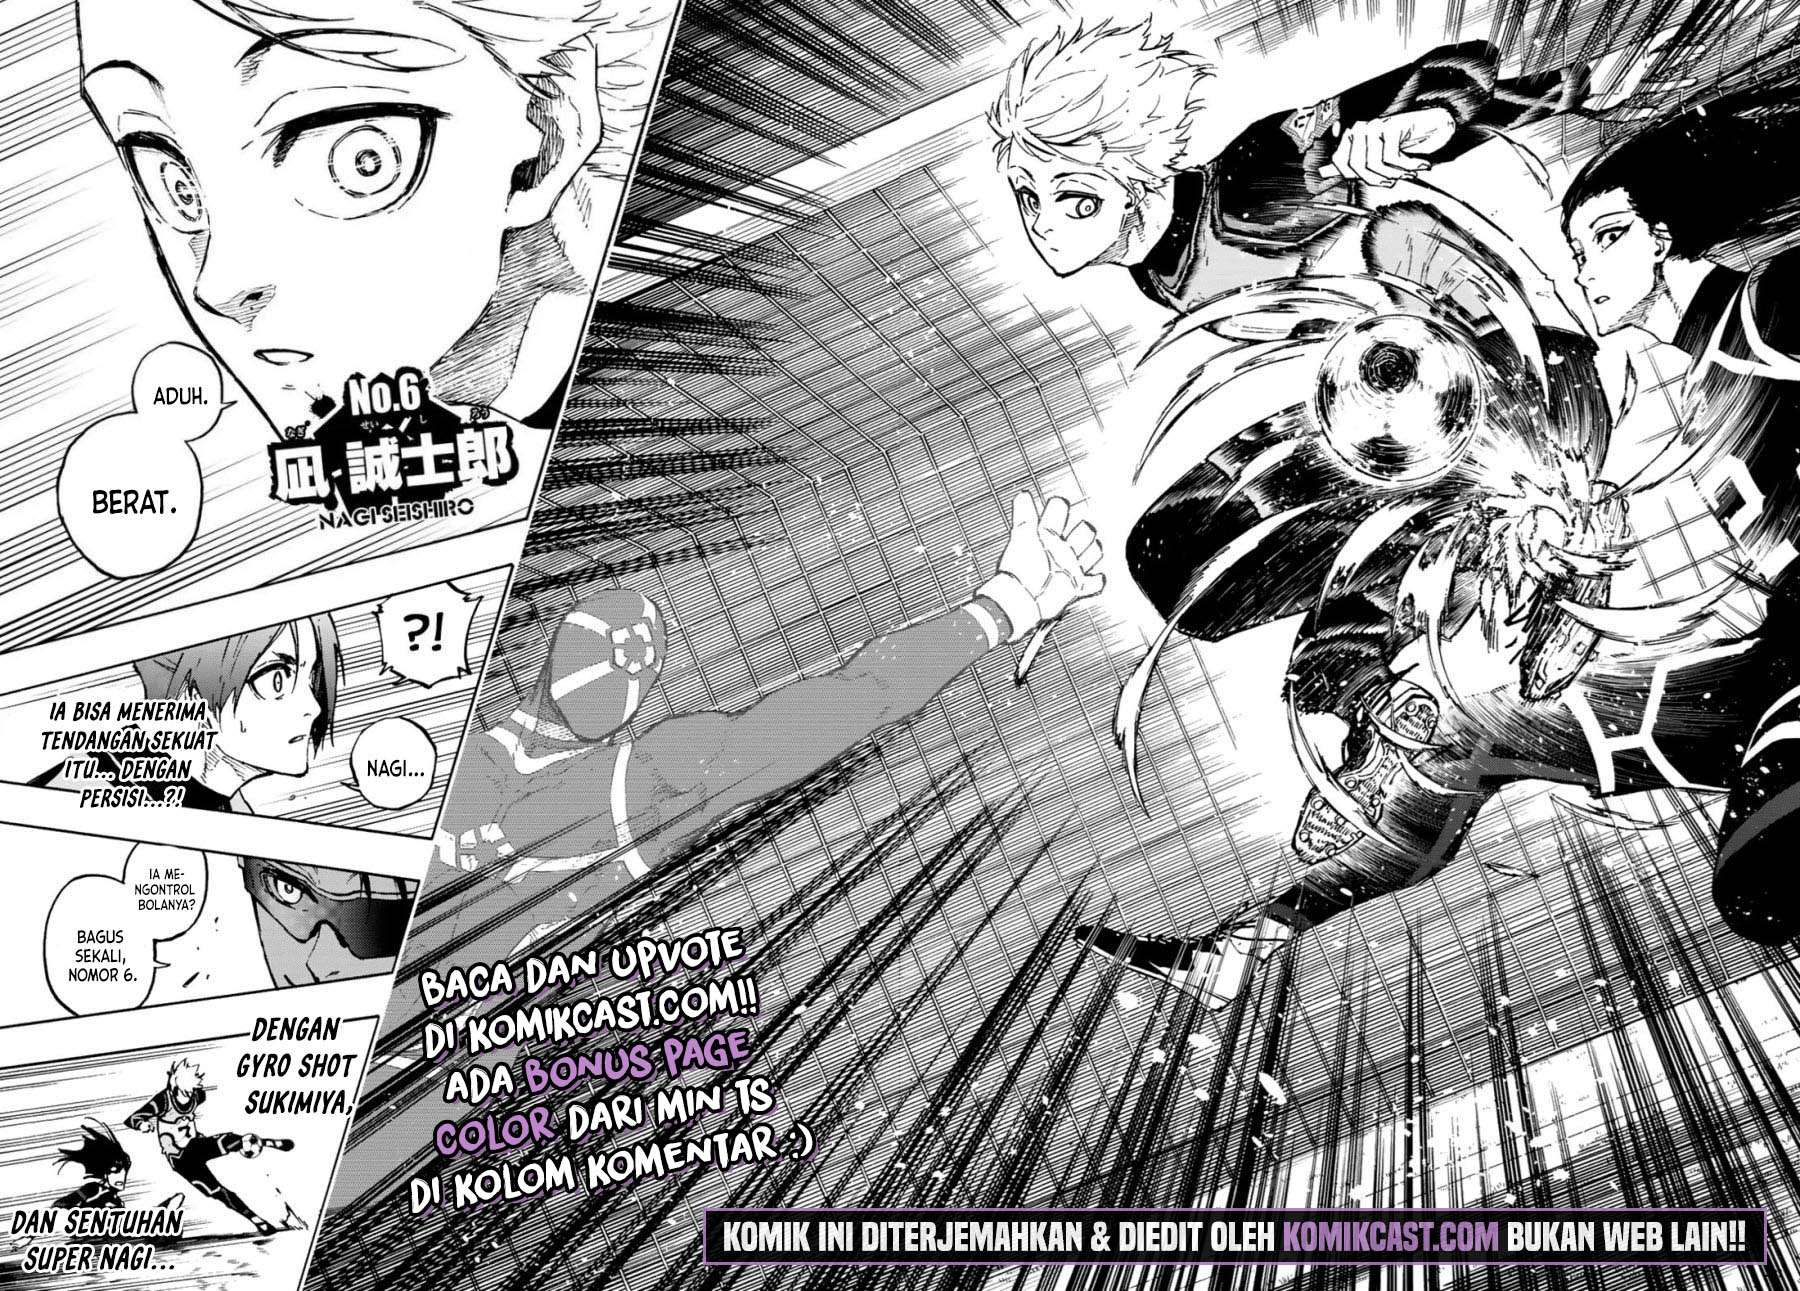 ADUH.
BERAT.
No.6
凪 誠士郎
NAGI SEISHIRO
?!
IA BISA MENERIMA
TENDANGAN SEKUAT
ITU... DENGAN
PERSISI...?!
NAGI...
IA ME-
NGONTROL
BOLANYA?
BAGUS
SEKALI,
NOMOR 6.
DENGAN
GYRO SHOT
SUKIMIYA,
DAN SENTUHAN
SUPER NAGI...
BACA DAN UPVOTE
DI KOMIKCAST.COM!!
ADA BONUS PAGE
COLOR DARI MIN TS
DI KOLOM KOMENTAR :)
KOMIK INI DITERJEMAHKAN & DIEDIT OLEH KOMIKCAST.COM BUKAN WEB LAIN!!